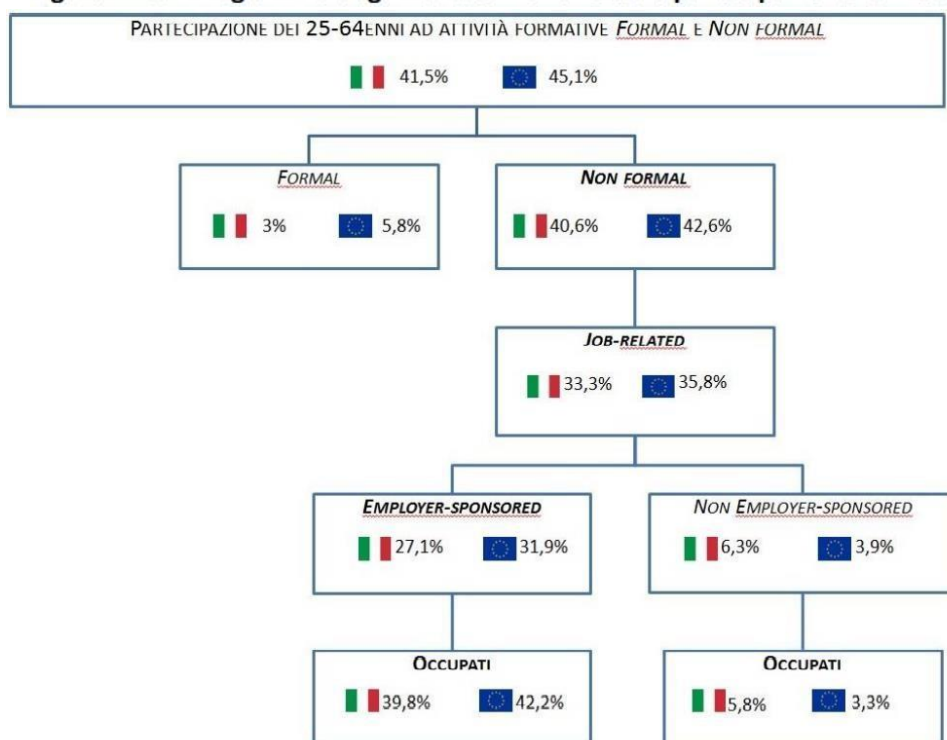 PARTECIPAZIONE DEI 25-64ENNI AD ATTIVITÀ FORMATIVE FORMAL E NON FORMAL
41,5% 45,1%
FORMAL
3% 5,8%
NON FORMAL
40,6% 42,6%
JOB-RELATED
33,3% 35,8%
EMPLOYER-SPONSORED
27,1% 31,9%
NON EMPLOYER-SPONSORED
6,3% 3,9%
OCCUPATI
39,8% 42,2%
OCCUPATI
5,8% 3,3%